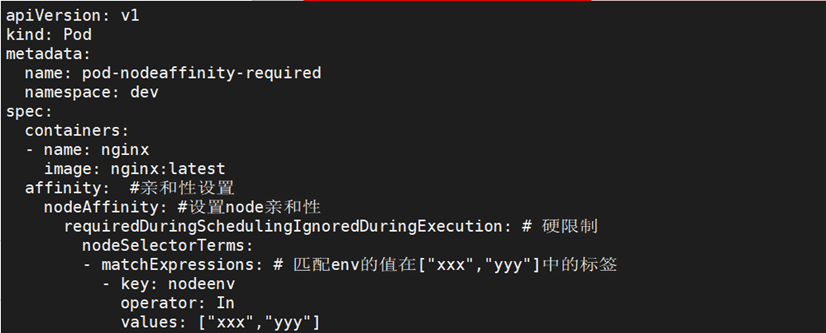 apiVersion: v1
kind: Pod
metadata:
  name: pod-nodeaffinity-required
  namespace: dev
spec:
  containers:
  - name: nginx
    image: nginx:latest
  affinity:  #亲和性设置
    nodeAffinity: #设置node亲和性
      requiredDuringSchedulingIgnoredDuringExecution: # 硬限制
        nodeSelectorTerms:
        - matchExpressions: # 匹配env的值在["xxx","yyy"]中的标签
          - key: nodeenv
            operator: In
            values: ["xxx","yyy"]